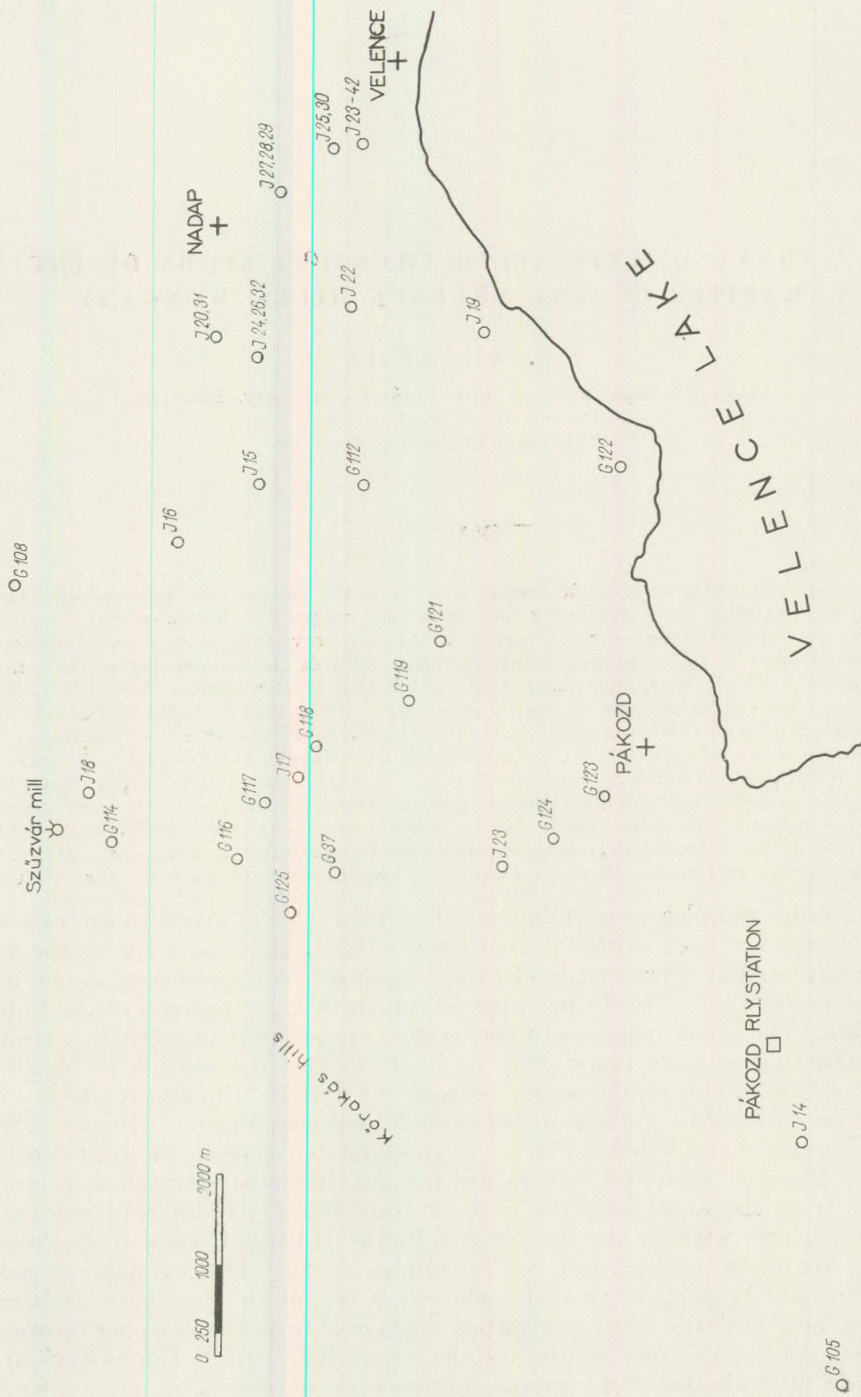 G 108
Szűzvár mill
J 18
G 114
J 16
J 20,31
NADAP
G 116
G 117
J 15
J 24,26,32
J 27,28,29
VELENCE
G 125
J 17
G 118
G 37
G 112
J 22
J 25,30
J 23-42
Kőrakás hills
G 119
G 121
J 19
J 23
G 124
G 123
PÁKOZD
G 122
VELENCE LAKE
PÁKOZD RLY. STATION
J 14
G 105
0 250 1000 2000 m